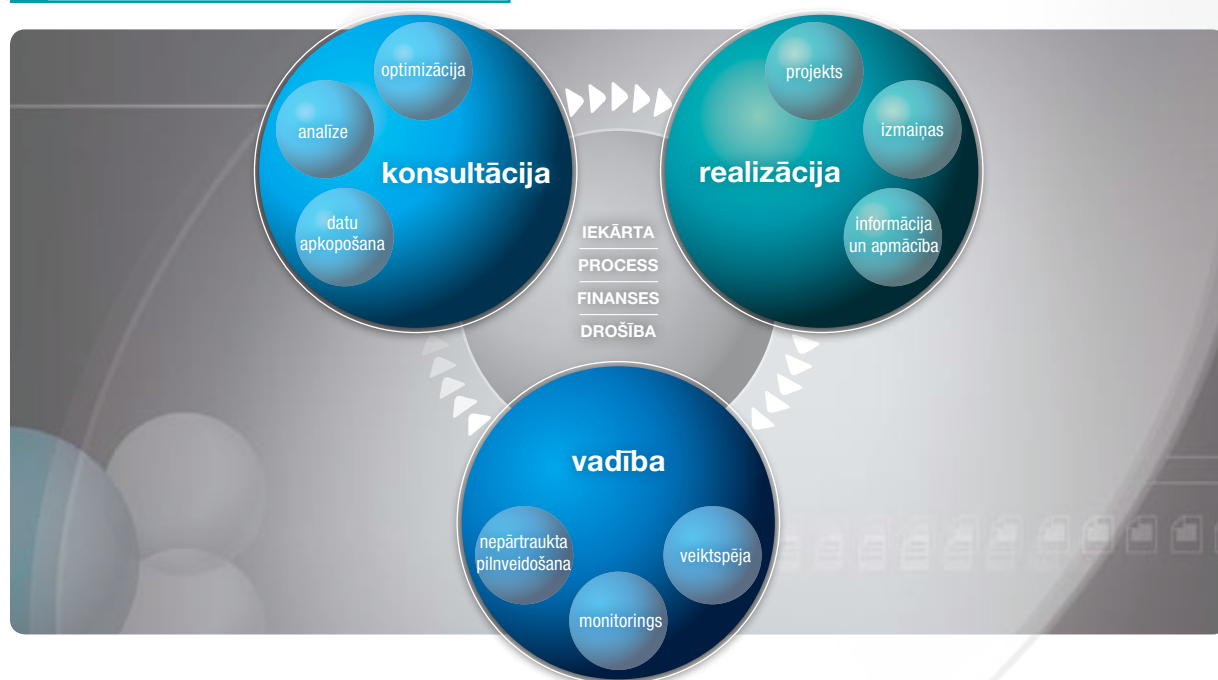 optimizācija
analīze
konsultācija
datu
apkopošana
projekts
izmaiņas
realizācija
informācija
un apmācība
IEKĀRTA
PROCESS
FINANSES
DROŠĪBA
vadība
nepārtraukta
pilnveidošana
veiktspēja
monitorings